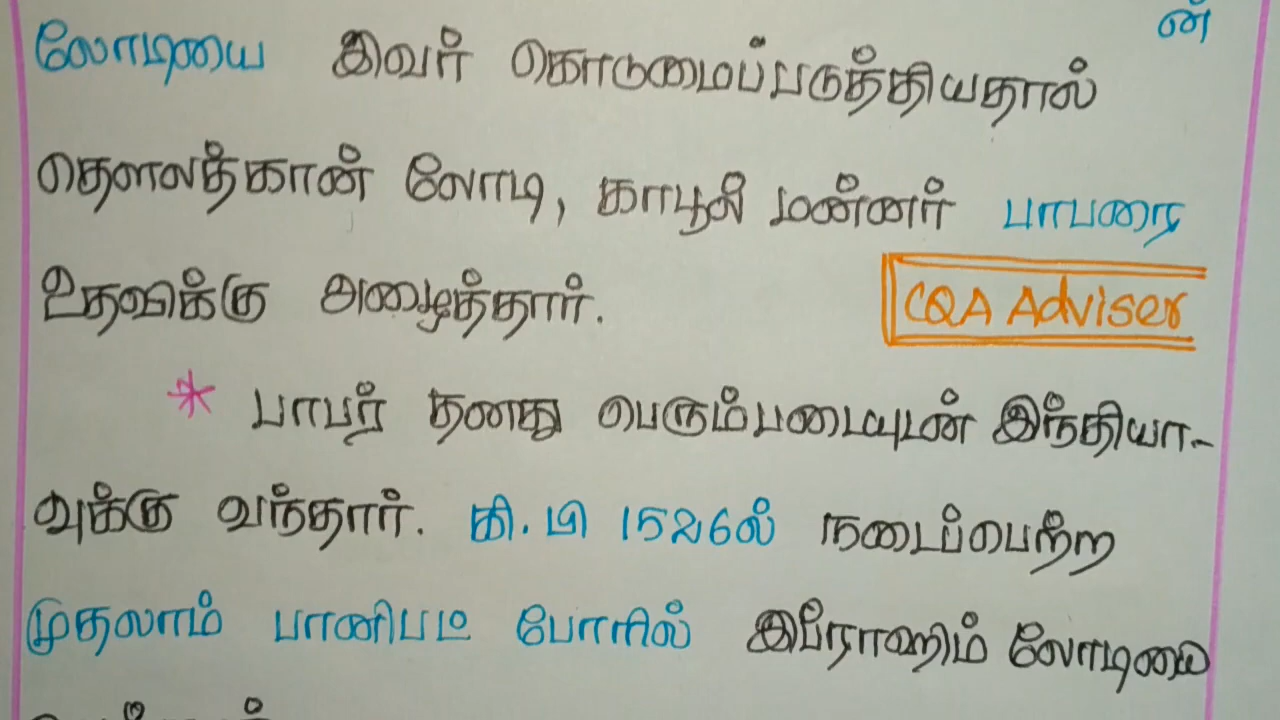 ன்
லோடியை இவர் கொடுமைப்படுத்தியதால்
தௌலத்கான் லோடி, காபூல் மன்னர் பாபரை
உதவிக்கு அழைத்தார்.
CQA Adviser
* பாபர் தனது பெரும்படையுடன் இந்தியா-
வுக்கு வந்தார். கி.பி 1526ல் நடைப்பெற்ற
முதலாம் பானிபட் போரில் இப்ராஹிம் லோடியை